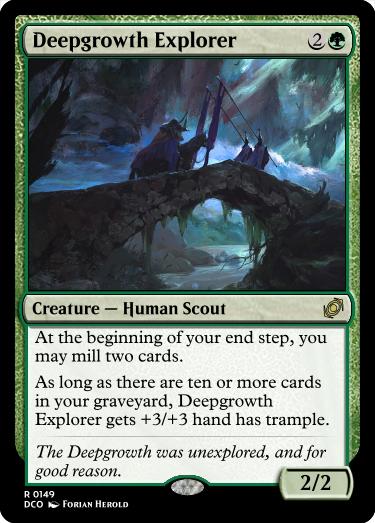 Deepgrowth Explorer 2
Creature — Human Scout
At the beginning of your end step, you
may mill two cards.
As long as there are ten or more cards
in your graveyard, Deepgrowth
Explorer gets +3/+3 hand has trample.
The Deepgrowth was unexplored, and for
good reason.
2/2
R 0149
DCO Forian Herold